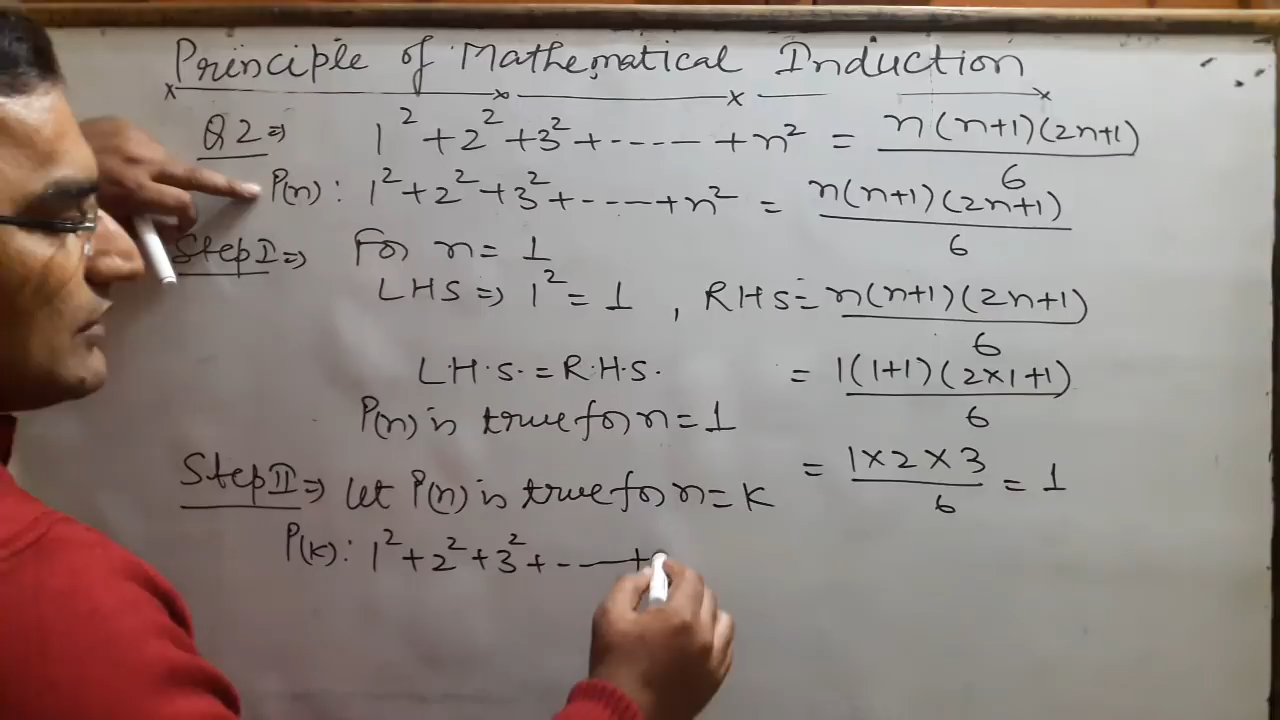 Principle of Mathematical Induction
Q2⇒ 1² + 2² + 3² + ---- + n² = n(n+1)(2n+1)/6
P(n) : 1² + 2² + 3² + ---- + n² = n(n+1)(2n+1)/6
Step I ⇒ For n = 1
LHS ⇒ 1² = 1 , RHS = n(n+1)(2n+1)/6
L.H.S. = R.H.S. = 1(1+1)(2×1+1)/6
P(n) is true for n = 1
= 1×2×3/6 = 1
Step II ⇒ let P(n) is true for n = K
P(K) : 1² + 2² + 3² + ---- +